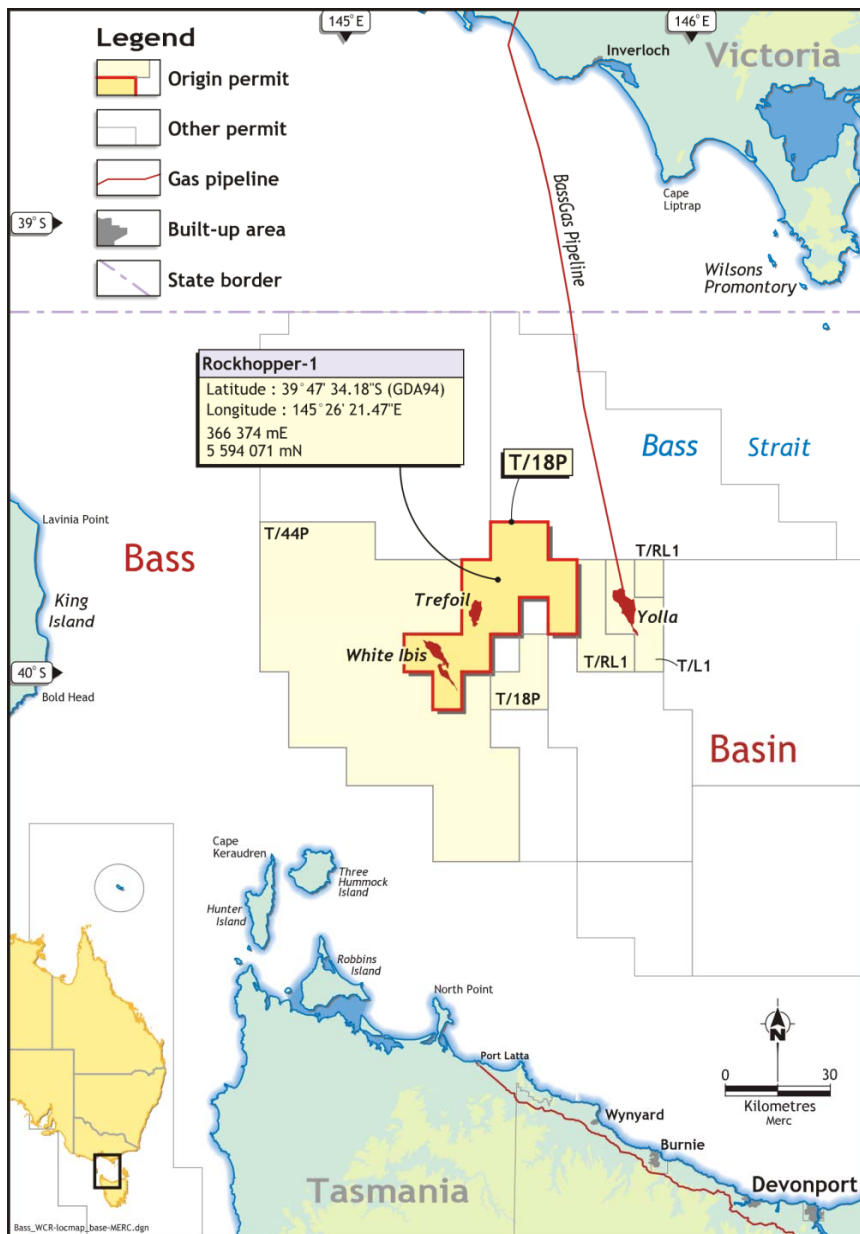 145° E
146° E
Legend
Origin permit
Other permit
Gas pipeline
Built-up area
State border
Inverloch
Victoria
Cape
Liptrap
BassGas Pipeline
39° S
Wilsons
Promontory
Rockhopper-1
Latitude : 39° 47' 34.18"S (GDA94)
Longitude : 145° 26' 21.47"E
366 374 mE
5 594 071 mN
Bass Strait
T/18P
Lavinia Point
T/44P
Bass
T/RL1
Trefoil
Yolla
King
Island
White Ibis
40° S
T/RL1
T/L1
Bold Head
T/18P
Basin
Cape
Keraudren
Three
Hummock
Island
Hunter
Island
Robbins
Island
North Point
N
Port Latta
0 30
Kilometres
Merc
Wynyard
Burnie
Tasmania
Devonport
Bass_WCR-locmap_base-MERC.dgn